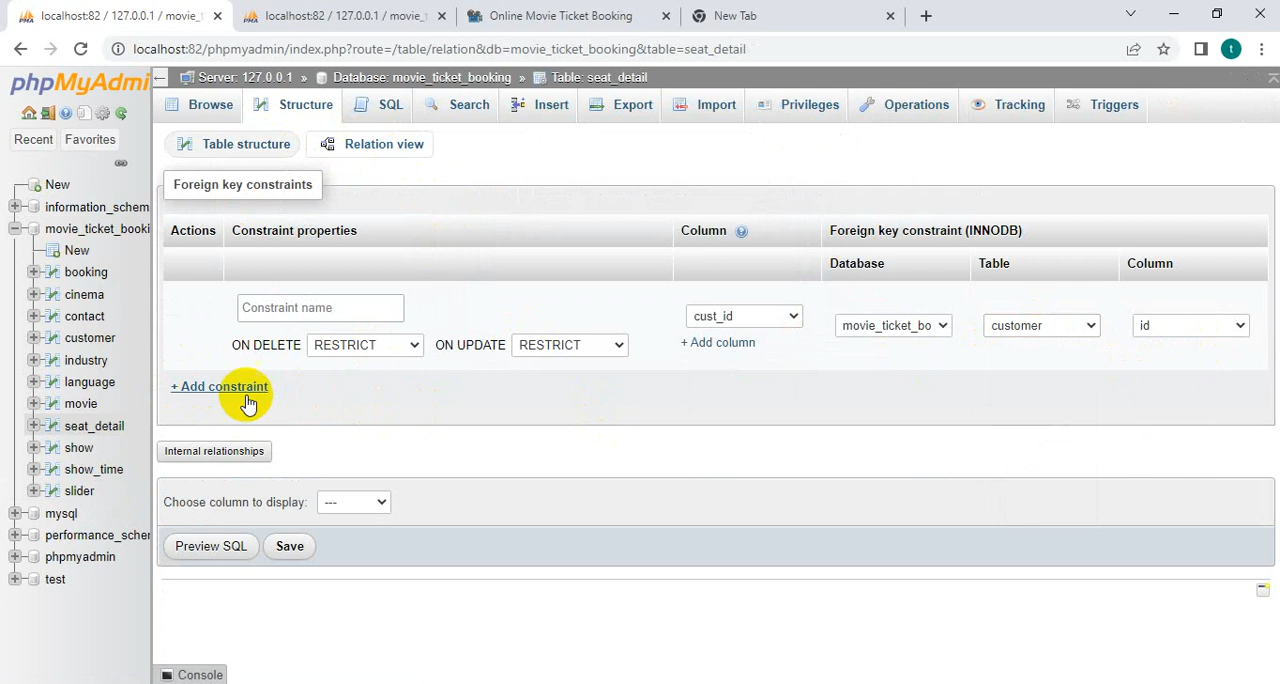 localhost:82 / 127.0.0.1 / movie_t
localhost:82 / 127.0.0.1 / movie_t
Online Movie Ticket Booking
New Tab
localhost:82/phpmyadmin/index.php?route=/table/relation&db=movie_ticket_booking&table=seat_detail
t
phpMyAdmi
Server: 127.0.0.1 » Database: movie_ticket_booking » Table: seat_detail
Browse Structure SQL Search Insert Export Import Privileges Operations Tracking Triggers
Recent Favorites
Table structure Relation view
Foreign key constraints
Actions Constraint properties Column Foreign key constraint (INNODB)
Database Table Column
Constraint name
cust_id
movie_ticket_bo
customer
id
ON DELETE RESTRICT ON UPDATE RESTRICT
+ Add column
+ Add constraint
Internal relationships
Choose column to display: ---
Preview SQL Save
Console
New
information_schem
movie_ticket_booki
New
booking
cinema
contact
customer
industry
language
movie
seat_detail
show
show_time
slider
mysql
performance_scher
phpmyadmin
test